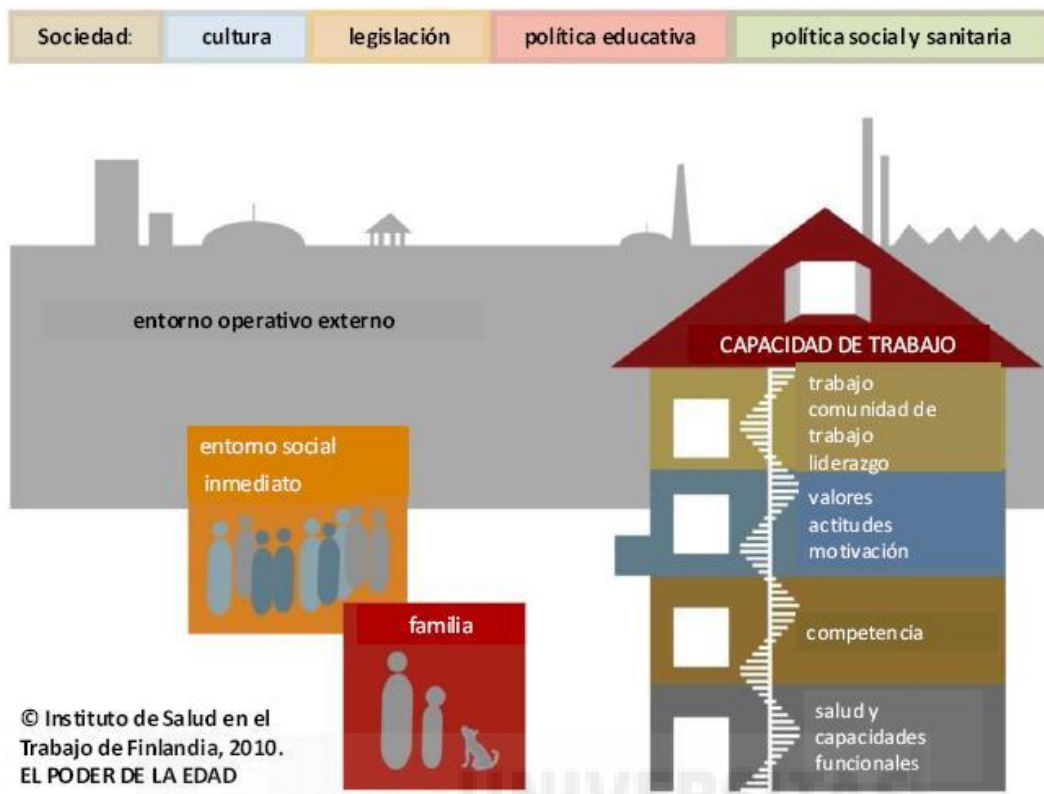 Sociedad: cultura legislación política educativa política social y sanitaria
entorno operativo externo
CAPACIDAD DE TRABAJO
trabajo
comunidad de
trabajo
liderazgo
entorno social
inmediato
valores
actitudes
motivación
familia
competencia
salud y
capacidades
funcionales
© Instituto de Salud en el
Trabajo de Finlandia, 2010.
EL PODER DE LA EDAD